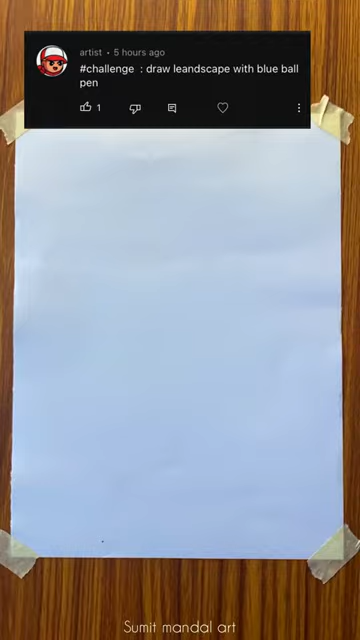 artist • 5 hours ago
#challenge : draw leandscape with blue ball
pen
1
Sumit mandal art